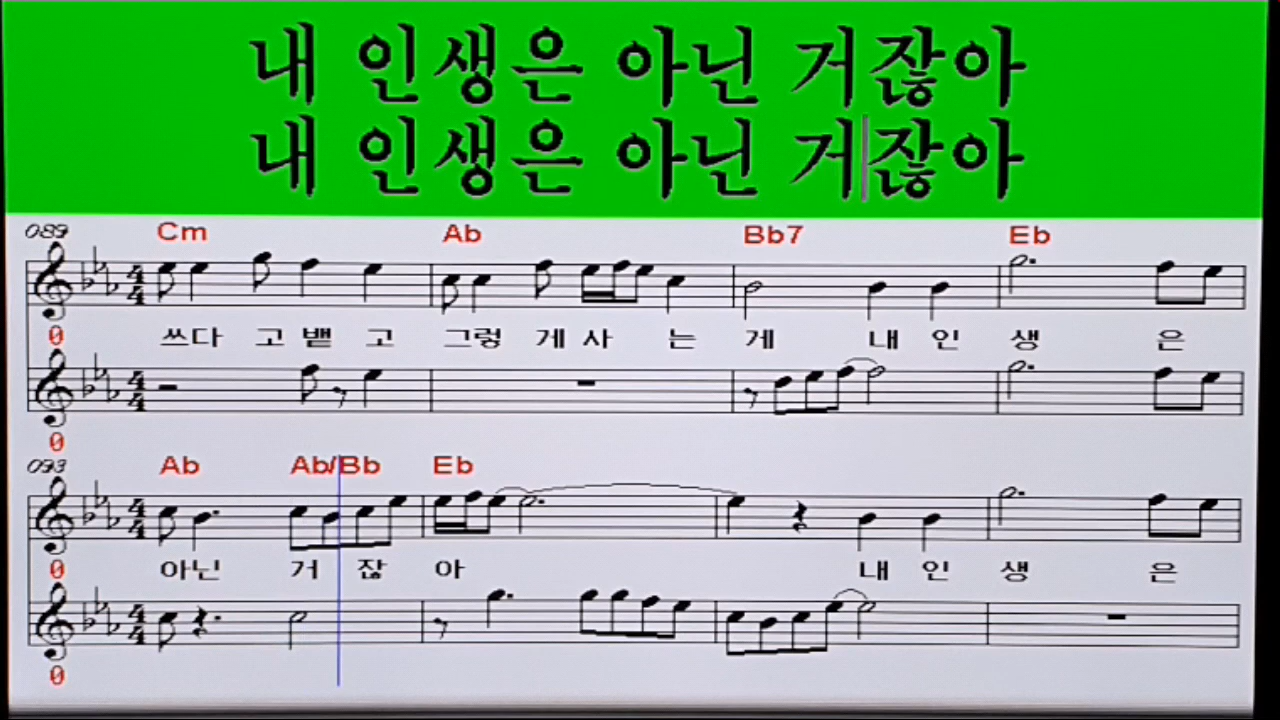 내 인생은 아닌 거잖아
내 인생은 아닌 거잖아
089 Cm Ab Bb7 Eb
0 쓰다 고뱉 고 그렇 게사 는 게 내 인 생 은
0
093 Ab Ab/Bb Eb
0 아닌 거 잖 아 내 인 생 은
0